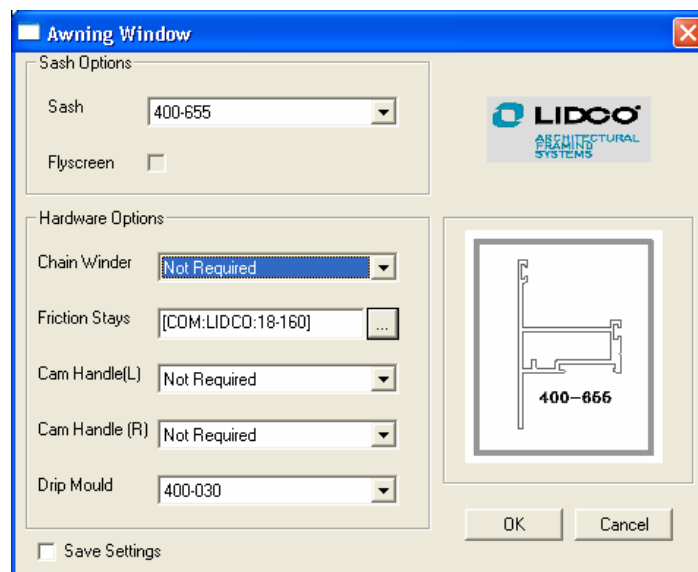 Awning Window
Sash Options
Sash
400-655
Flyscreen
LIDCO
ARCHITECTURAL
FRAMING
SYSTEMS
Hardware Options
Chain Winder
Not Required
Friction Stays
[COM:LIDCO:18-160]
...
Cam Handle(L)
Not Required
Cam Handle (R)
Not Required
Drip Mould
400-030
400-655
OK
Cancel
Save Settings